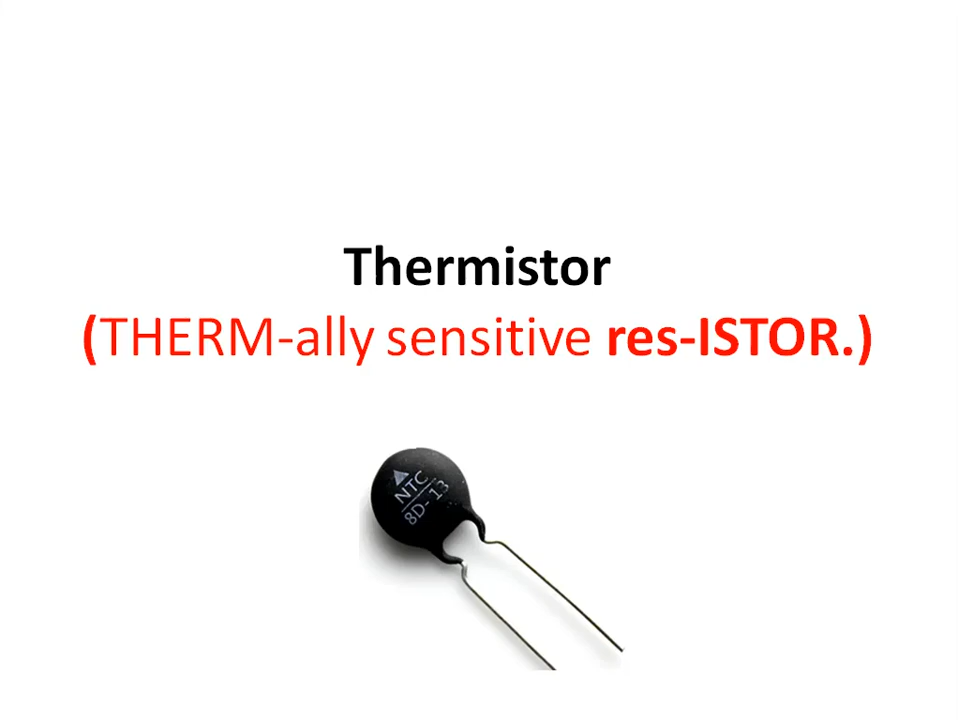 Thermistor
(THERM-ally sensitive res-ISTOR.)
NTC
8D-13